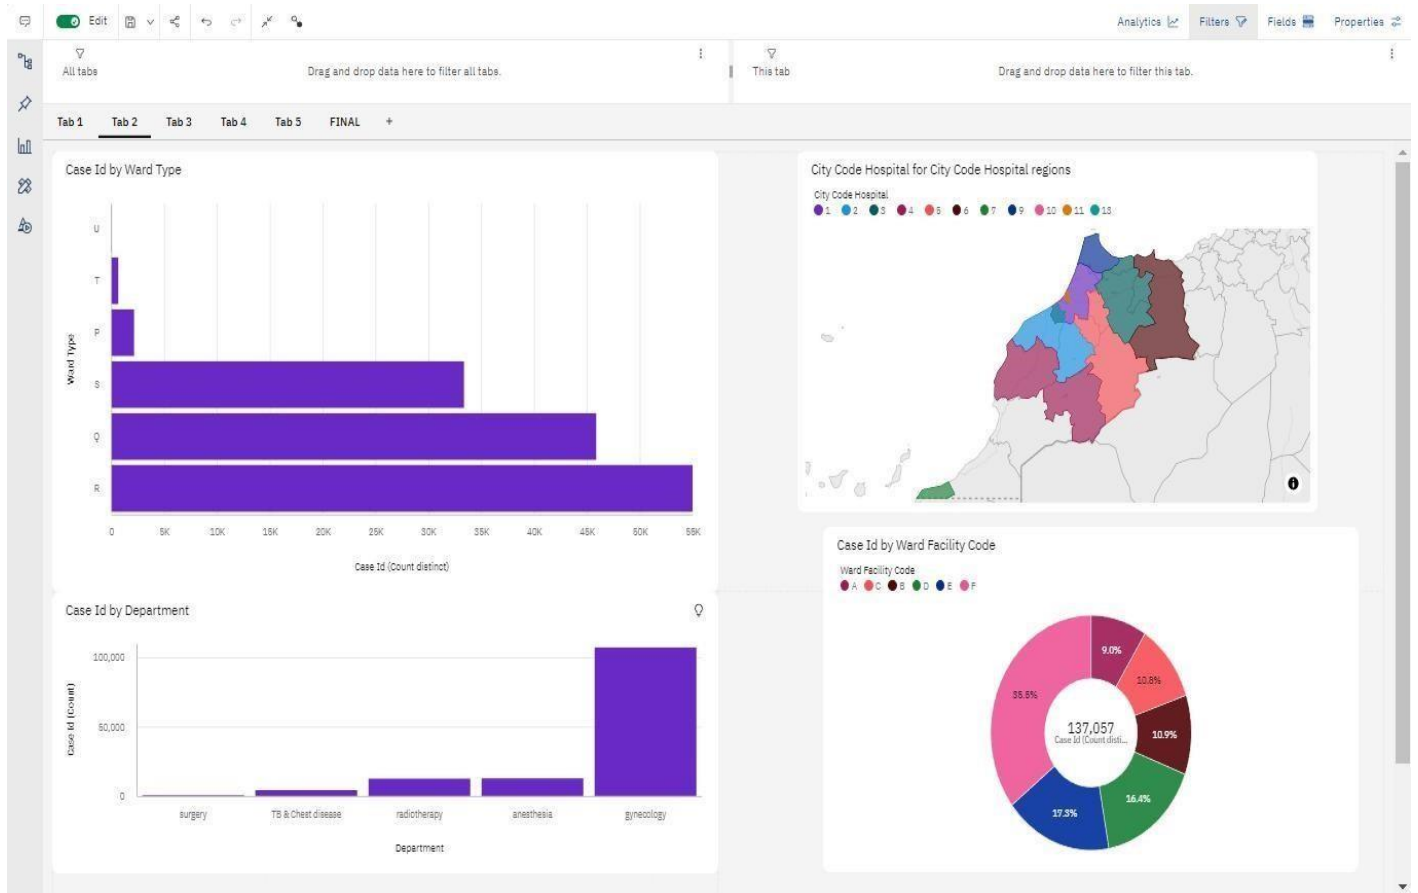 Edit
Analytics
Filters
Fields
Properties
All tabs
Drag and drop data here to filter all tabs.
This tab
Drag and drop data here to filter this tab.
Tab 1 Tab 2 Tab 3 Tab 4 Tab 5 FINAL +
Case Id by Ward Type
Ward Type
U
T
P
S
Q
R
0 5K 10K 15K 20K 25K 30K 35K 40K 45K 50K 55K
Case Id (Count distinct)
City Code Hospital for City Code Hospital regions
City Code Hospital
1 2 3 4 5 6 7 9 10 11 13
Case Id by Department
Case Id (Count)
100,000
50,000
0
surgery TB & Chest disease radiotherapy anesthesia gynecology
Department
Case Id by Ward Facility Code
Ward Facility Code
A C B D E F
9.0%
10.8%
10.9%
16.4%
17.3%
35.5%
137,057
Case Id (Count disti...